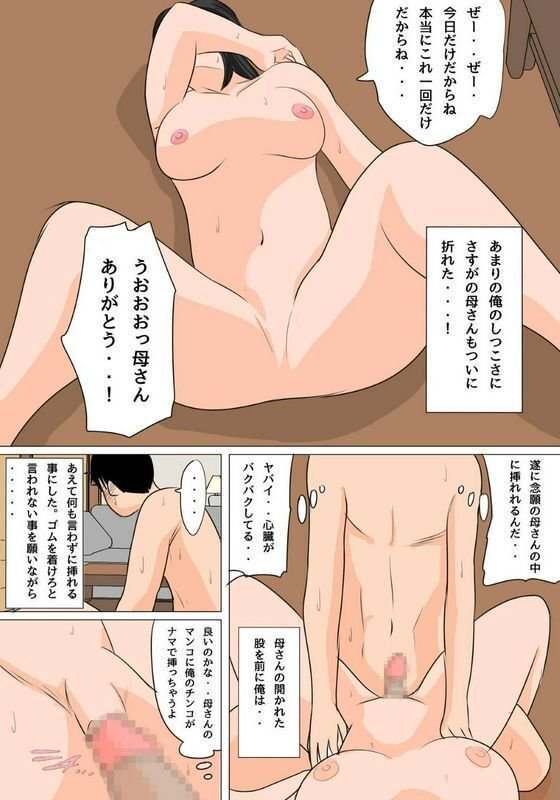 ぜー・・ぜー・
今日だけだからね
本当にこれ一回だけ
だからね・・・・
あまりの俺のしつこさに
さすがの母さんもついに
折れた・・・・！
うおおおっ母さん
ありがとう・・・！
遂に念願の母さんの中
に挿れれるんだ・・
ヤバイ・・心臓が
バクバクしてる・・
母さんの開かれた
股を前に俺は・・
・・・・
あえて何も言わずに挿れる
事にした。ゴムを着けろと
言われない事を願いながら
・・・・・
良いのかな・・母さんの
マンコに俺のチンコが
ナマで挿っちゃうよ